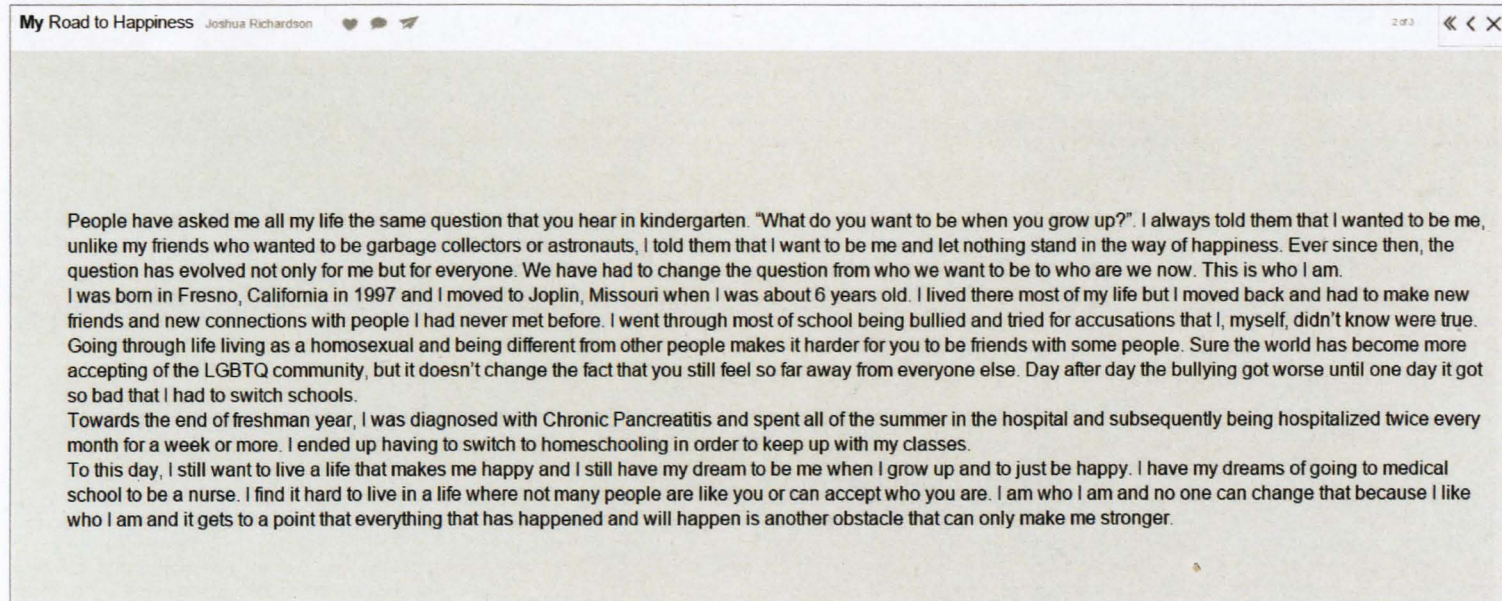 My Road to Happiness Joshua Richardson
2 of 3
People have asked me all my life the same question that you hear in kindergarten. “What do you want to be when you grow up?”. I always told them that I wanted to be me,
unlike my friends who wanted to be garbage collectors or astronauts, I told them that I want to be me and let nothing stand in the way of happiness. Ever since then, the
question has evolved not only for me but for everyone. We have had to change the question from who we want to be to who are we now. This is who I am.
I was born in Fresno, California in 1997 and I moved to Joplin, Missouri when I was about 6 years old. I lived there most of my life but I moved back and had to make new
friends and new connections with people I had never met before. I went through most of school being bullied and tried for accusations that I, myself, didn’t know were true.
Going through life living as a homosexual and being different from other people makes it harder for you to be friends with some people. Sure the world has become more
accepting of the LGBTQ community, but it doesn’t change the fact that you still feel so far away from everyone else. Day after day the bullying got worse until one day it got
so bad that I had to switch schools.
Towards the end of freshman year, I was diagnosed with Chronic Pancreatitis and spent all of the summer in the hospital and subsequently being hospitalized twice every
month for a week or more. I ended up having to switch to homeschooling in order to keep up with my classes.
To this day, I still want to live a life that makes me happy and I still have my dream to be me when I grow up and to just be happy. I have my dreams of going to medical
school to be a nurse. I find it hard to live in a life where not many people are like you or can accept who you are. I am who I am and no one can change that because I like
who I am and it gets to a point that everything that has happened and will happen is another obstacle that can only make me stronger.